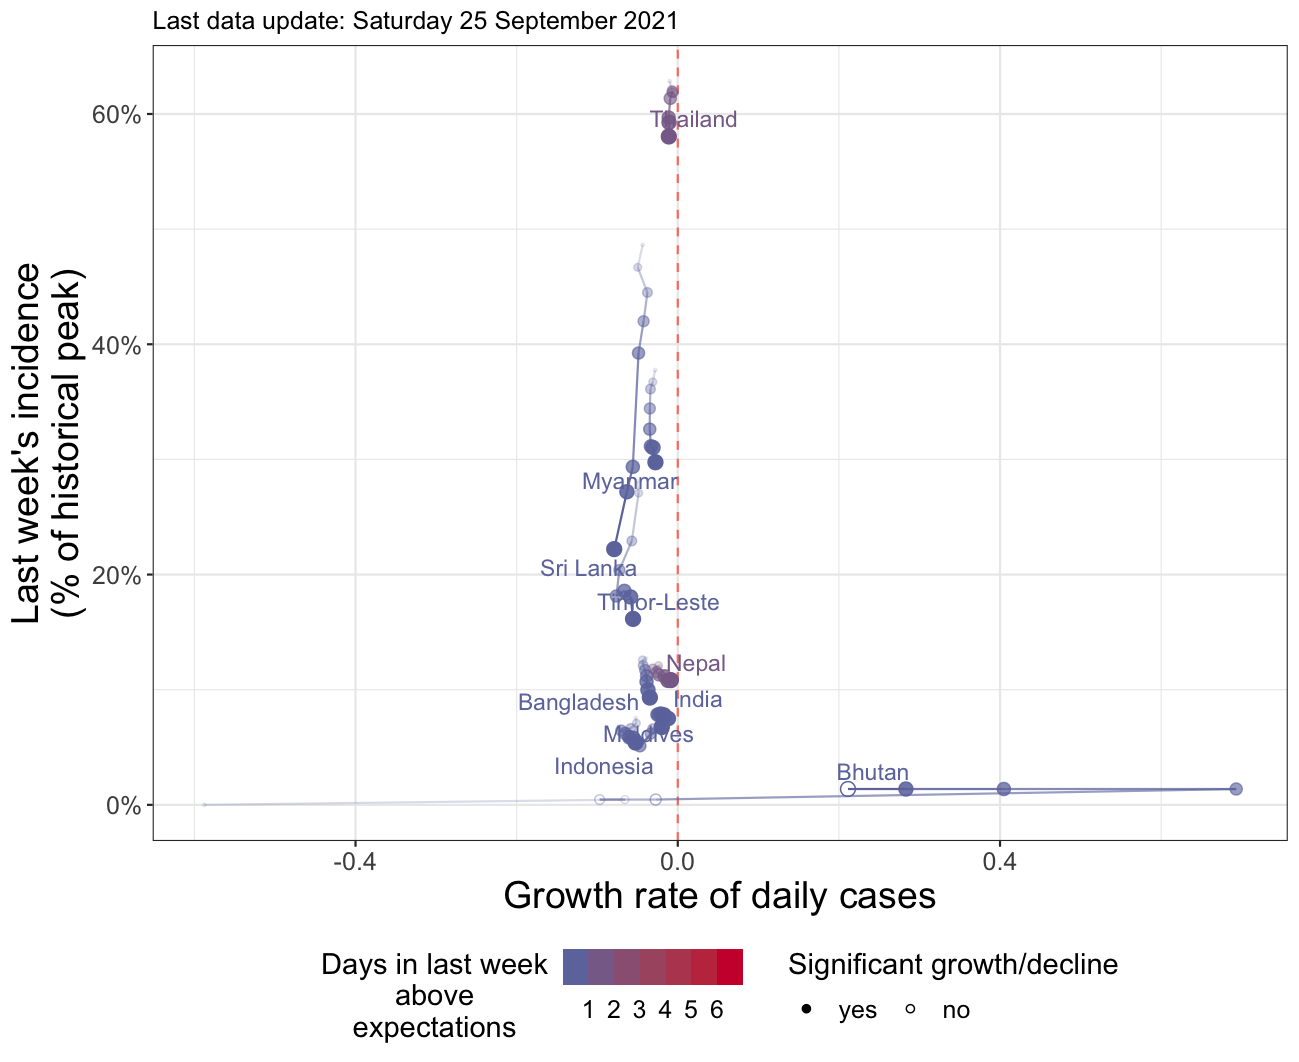 Last data update: Saturday 25 September 2021
60%
40%
20%
0%
Last week's incidence
(% of historical peak)
Thailand
Myanmar
Sri Lanka
Timor-Leste
Nepal
Bangladesh
India
Maldives
Indonesia
Bhutan
-0.4
0.0
0.4
Growth rate of daily cases
Days in last week
above
expectations
1 2 3 4 5 6
Significant growth/decline
yes
no